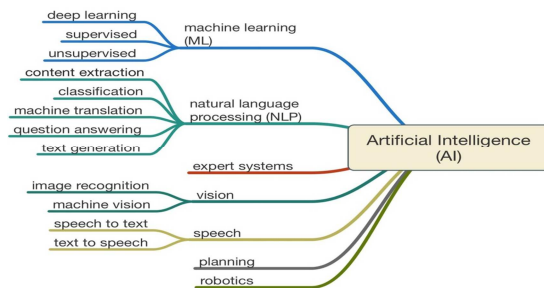 deep learning
supervised
unsupervised
machine learning
(ML)
content extraction
classification
machine translation
question answering
text generation
natural language
processing (NLP)
expert systems
image recognition
machine vision
vision
speech to text
text to speech
speech
planning
robotics
Artificial Intelligence
(AI)